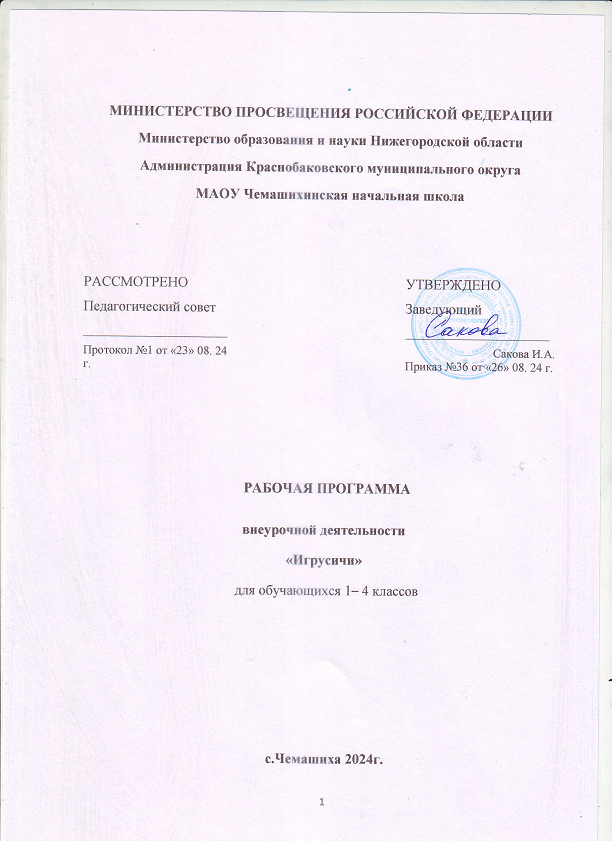 МИНИСТЕРСТВО ПРОСВЕЩЕНИЯ РОССИЙСКОЙ ФЕДЕРАЦИИ
Министерство образования и науки Нижегородской области
Администрация Краснобаковского муниципального округа
МАОУ Чемашихинская начальная школа
РАССМОТРЕНО
Педагогический совет
Протокол №1 от «23» 08. 24
г.
УТВЕРЖДЕНО
Заведующий
Сакова
Сакова И.А.
Приказ №36 от «26» 08. 24 г.
РАБОЧАЯ ПРОГРАММА
внеурочной деятельности
«Игрусичи»
для обучающихся 1– 4 классов
с.Чемашиха 2024г.
1